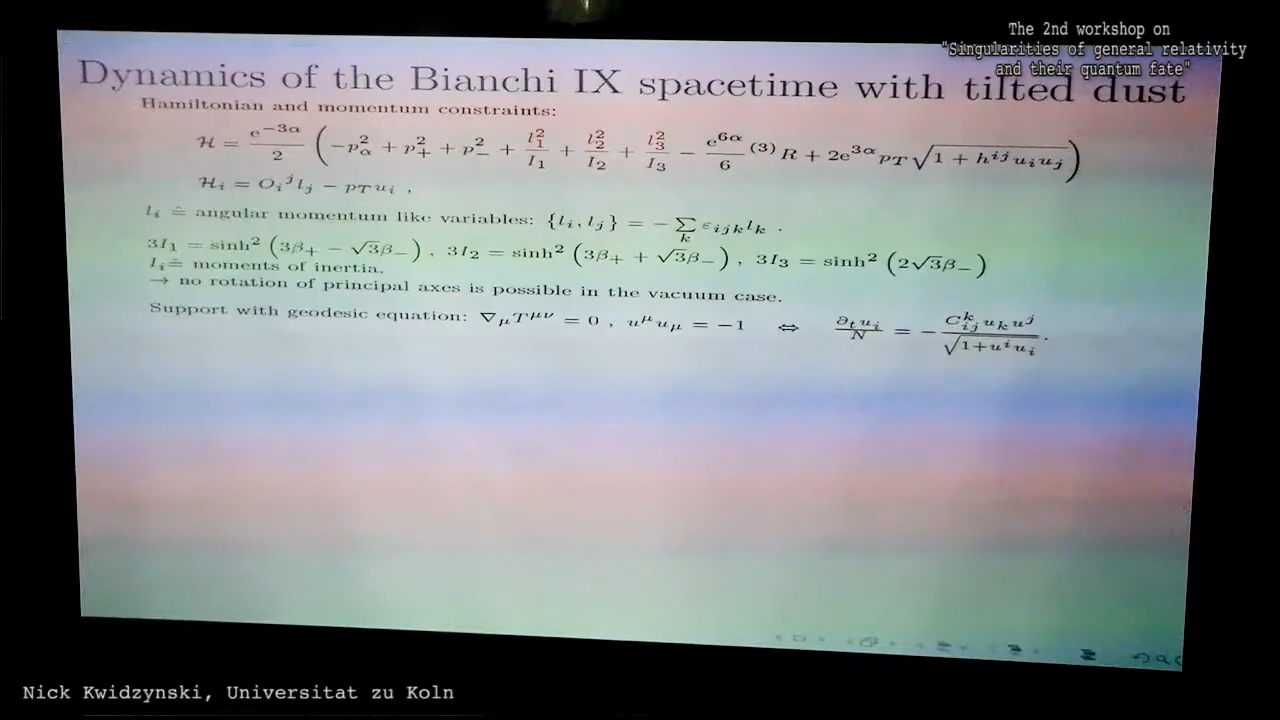 The 2nd workshop on
"Singularities of general relativity
and their quantum fate"
Dynamics of the Bianchi IX spacetime with tilted dust
Hamiltonian and momentum constraints:
ℋ = e^{−3α}/2 (−p_α² + p_+² + p_−² + l_1²/I_1 + l_2²/I_2 + l_3²/I_3 − e^{6α}/6 ⁽³⁾R + 2e^{3α} p_T √(1 + h^{ij} u_i u_j))
ℋ_i = O_i^j l_j − p_T u_i ,
l_i ≙ angular momentum like variables: {l_i, l_j} = − ∑_k ε_{ijk} l_k .
3I_1 = sinh² (3β_+ − √3β_−) , 3I_2 = sinh² (3β_+ + √3β_−) , 3I_3 = sinh² (2√3β_−)
I_i ≙ moments of inertia.
→ no rotation of principal axes is possible in the vacuum case.
Support with geodesic equation: ∇_μ T^{μν} = 0 , u^μ u_μ = −1 ⇔ ∂_t u_i/N = − C^k_{ij} u_k u^j/√(1+u^i u_i) .
Nick Kwidzynski, Universitat zu Koln